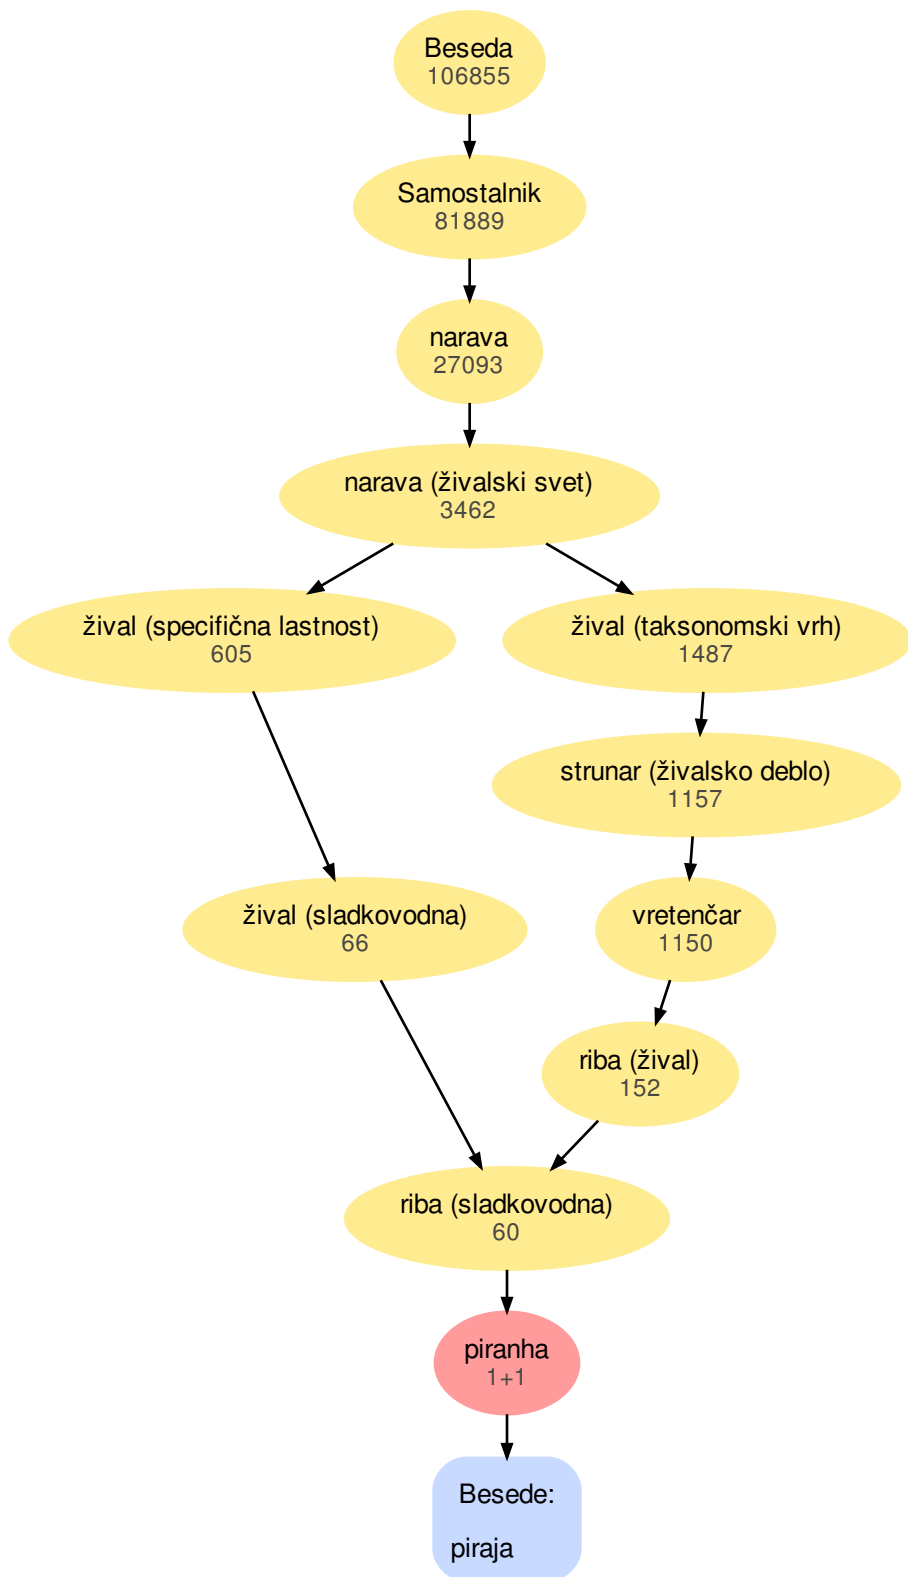 Beseda
106855
Samostalnik
81889
narava
27093
narava (živalski svet)
3462
žival (specifična lastnost)
605
žival (taksonomski vrh)
1487
strunar (živalsko deblo)
1157
žival (sladkovodna)
66
vretenčar
1150
riba (žival)
152
riba (sladkovodna)
60
piranha
1+1
Besede:
piraja